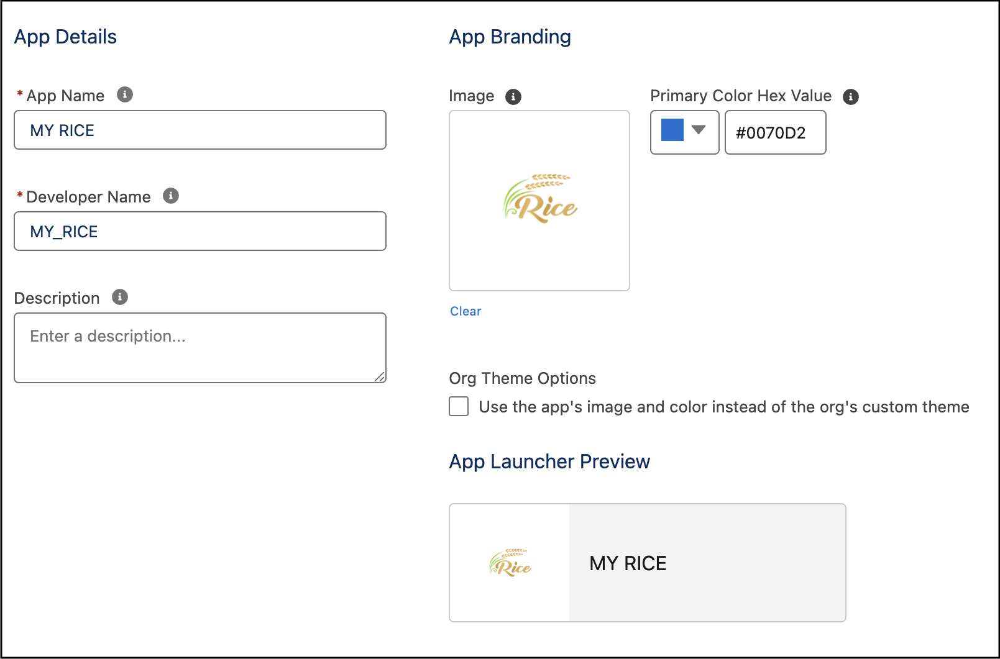 App Details
* App Name
MY RICE
* Developer Name
MY_RICE
Description
Enter a description...
App Branding
Image
Rice
Clear
Primary Color Hex Value
#0070D2
Org Theme Options
Use the app's image and color instead of the org's custom theme
App Launcher Preview
Rice
MY RICE